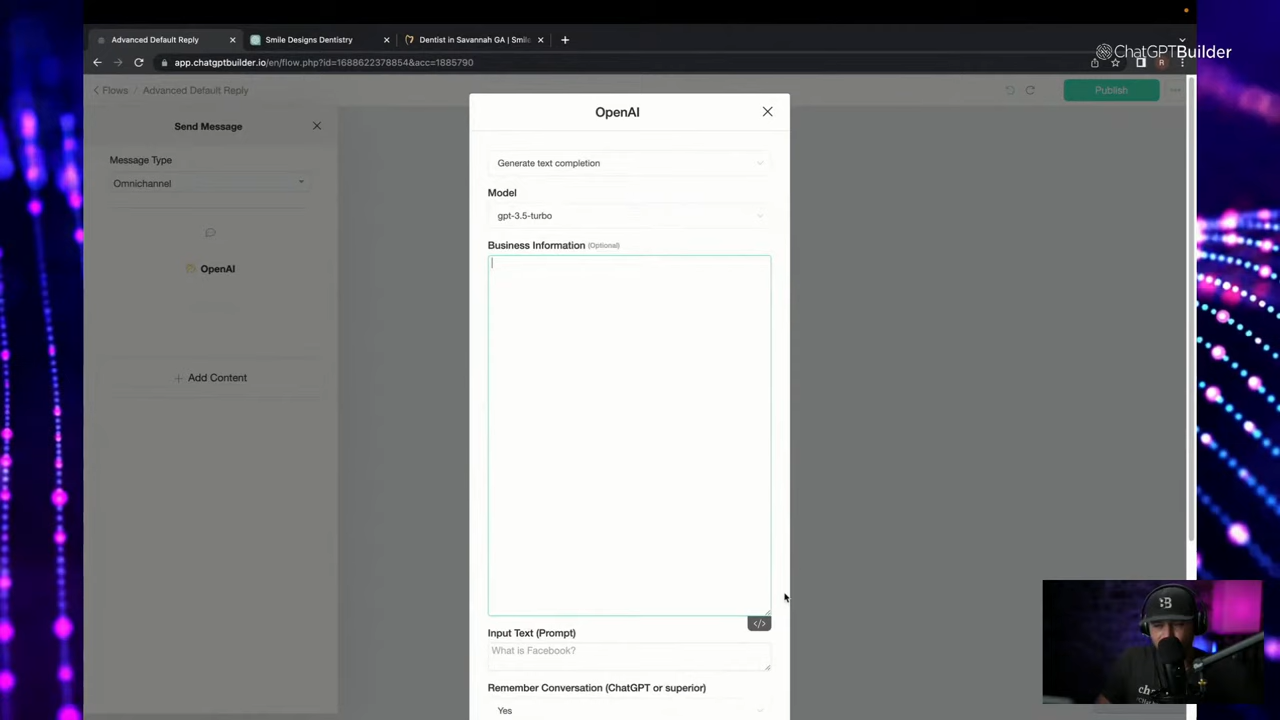 Advanced Default Reply
Smile Designs Dentistry
Dentist in Savannah GA | Smil
ChatGPTBuilder
app.chatgptbuilder.io/en/flow.php?id=1688622378854&acc=1885790
R
Flows / Advanced Default Reply
Publish
Send Message
Message Type
Omnichannel
OpenAI
+ Add Content
OpenAI
Generate text completion
Model
gpt-3.5-turbo
Business Information (Optional)
</>
Input Text (Prompt)
What is Facebook?
Remember Conversation (ChatGPT or superior)
Yes